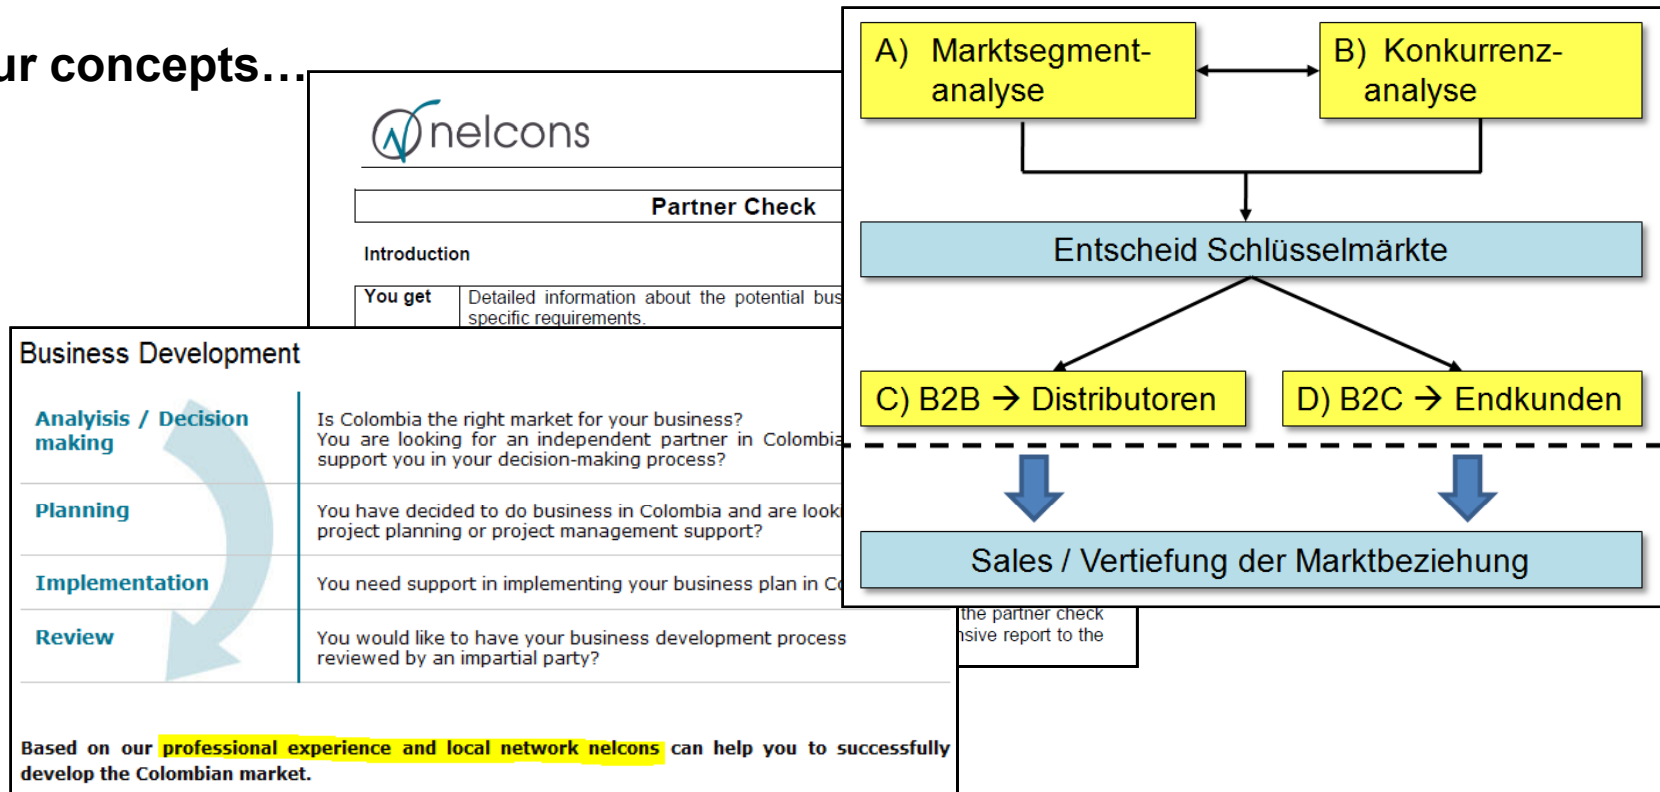 ur concepts…
nelcons
Partner Check
Introduction
You get
Detailed information about the potential bus
specific requirements.
the partner check
nsive report to the
Business Development
Analyisis / Decision
making
Is Colombia the right market for your business?
You are looking for an independent partner in Colombia
support you in your decision-making process?
Planning
You have decided to do business in Colombia and are look
project planning or project management support?
Implementation
You need support in implementing your business plan in Co
Review
You would like to have your business development process
reviewed by an impartial party?
Based on our professional experience and local network nelcons can help you to successfully
develop the Colombian market.
A) Marktsegment-
analyse
B) Konkurrenz-
analyse
Entscheid Schlüsselmärkte
C) B2B → Distributoren
D) B2C → Endkunden
Sales / Vertiefung der Marktbeziehung